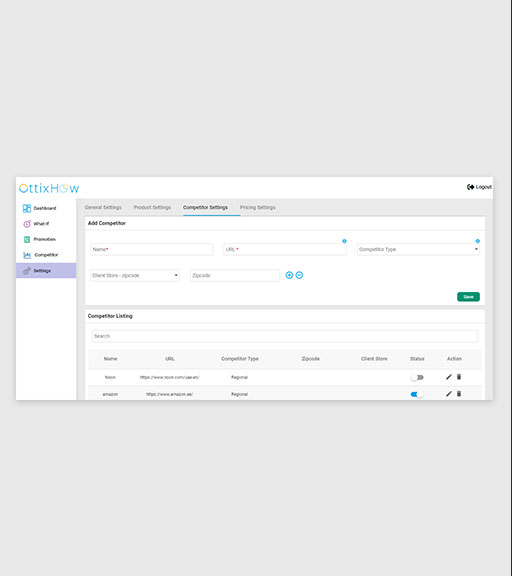 OttixHow
Logout
Dashboard
What-If
Promotion
Competitor
Settings
General Settings
Product Settings
Competitor Settings
Pricing Settings
Add Competitor
Name*
URL *
Competitor Type
Client Store - zipcode
Zipcode
Save
Competitor Listing
Search
Name URL Competitor Type Zipcode Client Store Status Action
Noon https://www.noon.com/uae-en/ Regional
amazon https://www.amazon.ae/ Regional